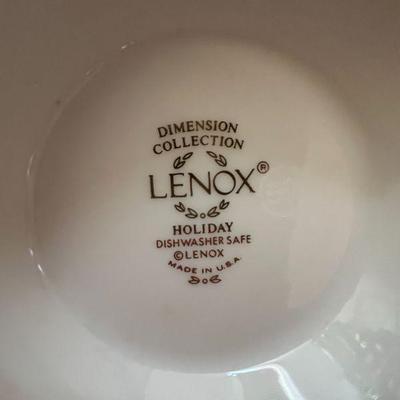 DIMENSION
COLLECTION
LENOX®
HOLIDAY
DISHWASHER SAFE
©LENOX
MADE IN U.S.A.